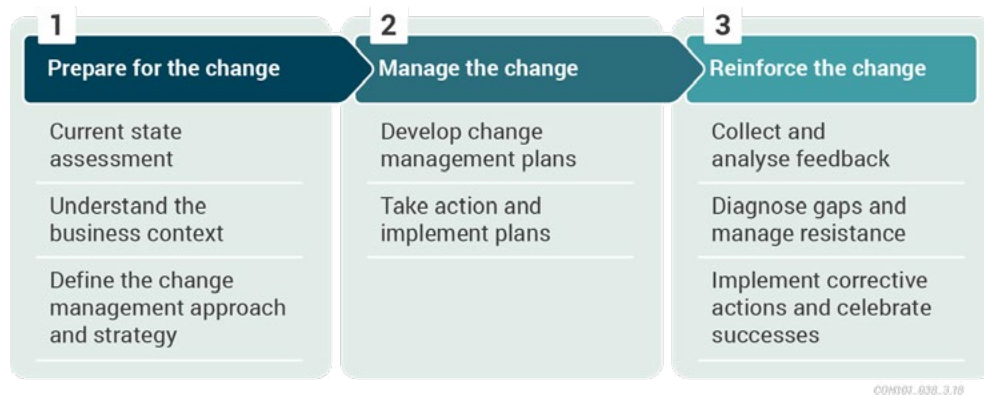 1
Prepare for the change
Current state
assessment
Understand the
business context
Define the change
management approach
and strategy
2
Manage the change
Develop change
management plans
Take action and
implement plans
3
Reinforce the change
Collect and
analyse feedback
Diagnose gaps and
manage resistance
Implement corrective
actions and celebrate
successes